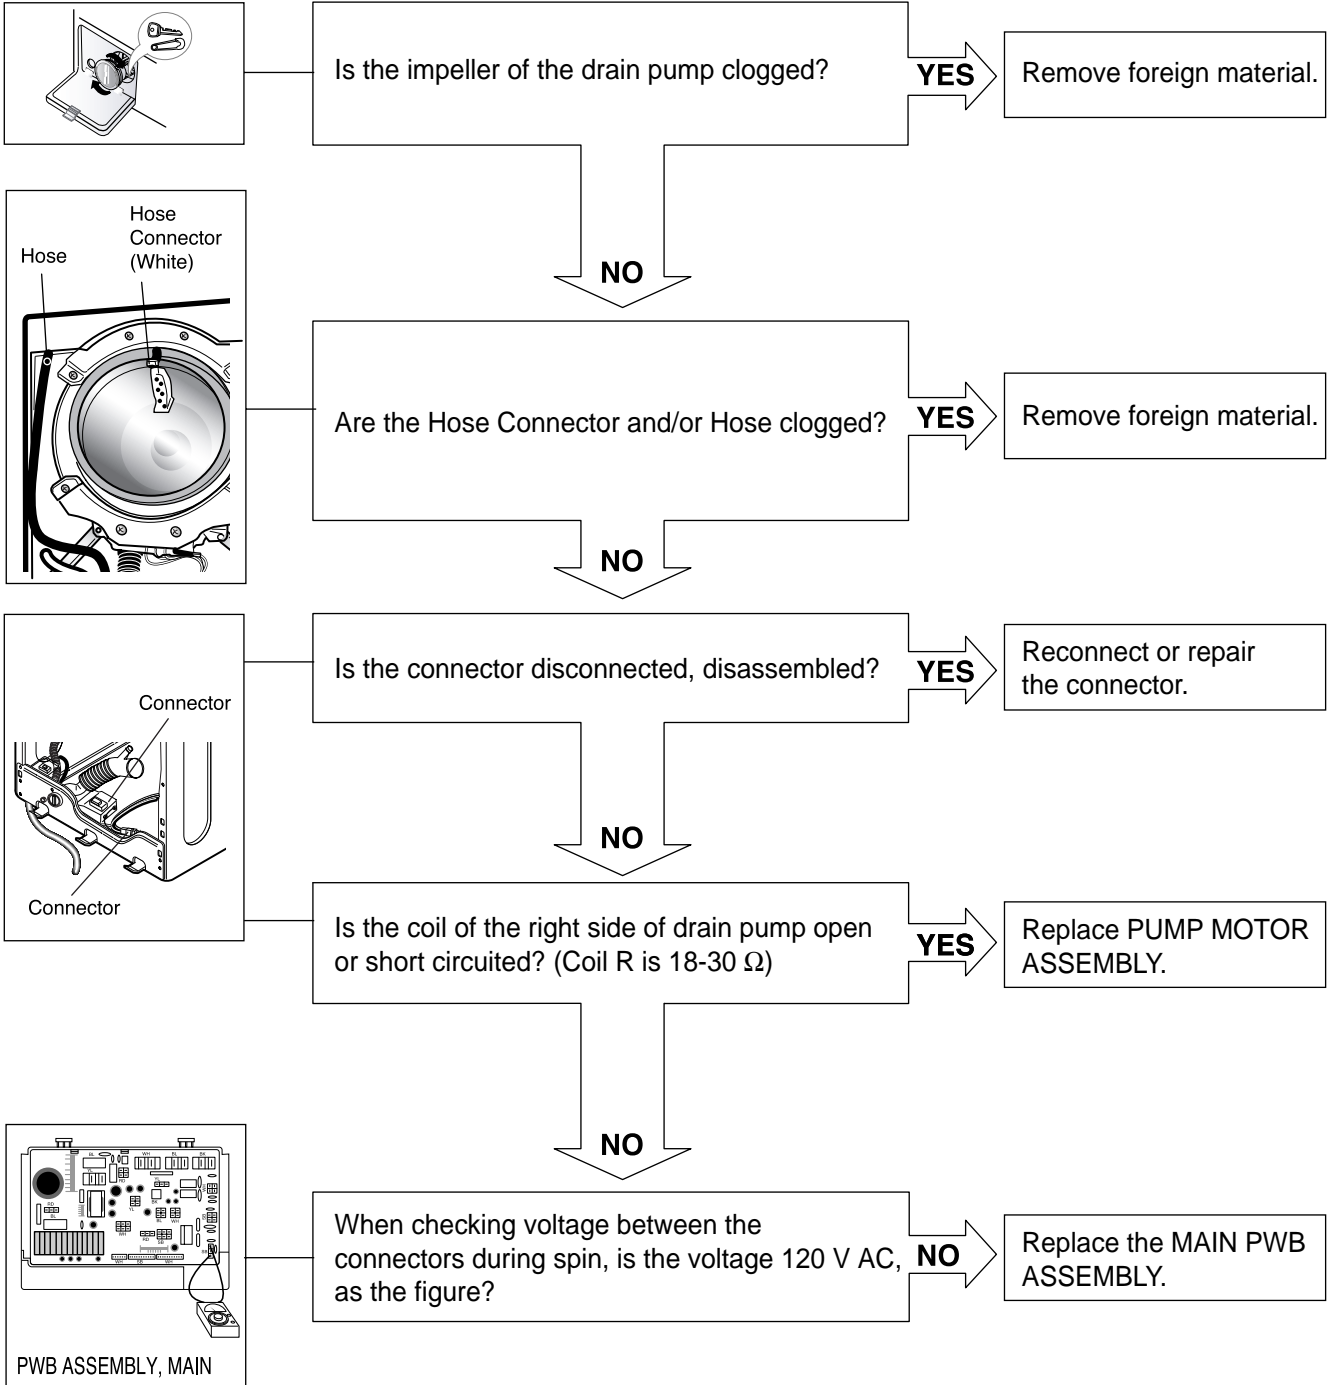 Is the impeller of the drain pump clogged?
YES
Remove foreign material.
NO
Hose
Hose
Connector
(White)
Are the Hose Connector and/or Hose clogged?
YES
Remove foreign material.
NO
Is the connector disconnected, disassembled?
YES
Reconnect or repair
the connector.
Connector
Connector
NO
Is the coil of the right side of drain pump open
or short circuited? (Coil R is 18-30 Ω)
YES
Replace PUMP MOTOR
ASSEMBLY.
NO
When checking voltage between the
connectors during spin, is the voltage 120 V AC,
as the figure?
NO
Replace the MAIN PWB
ASSEMBLY.
PWB ASSEMBLY, MAIN